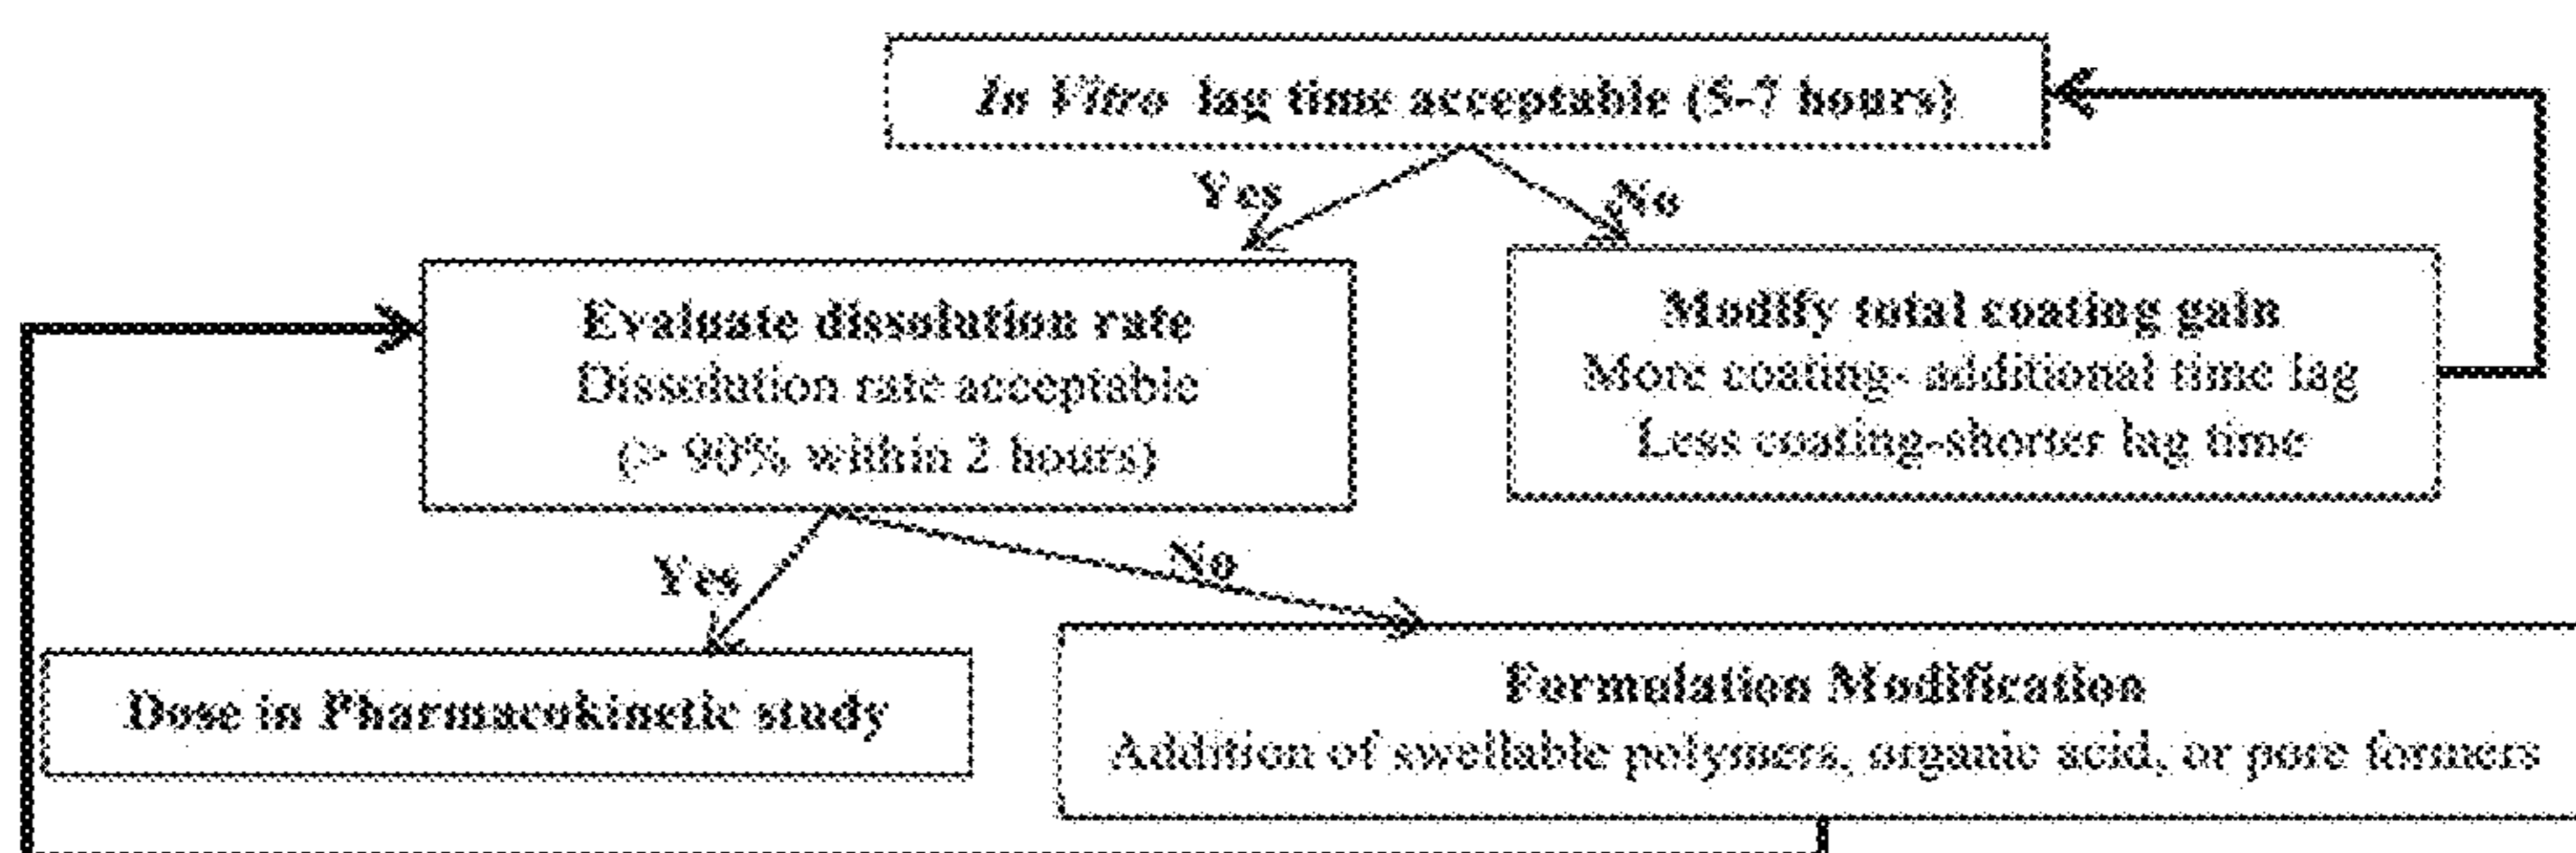 In Vitro lag time acceptable (5-7 hours)
Yes
No
Evaluate dissolution rate
Dissolution rate acceptable
(> 90% within 2 hours)
Modify total coating gain
More coating- additional time lag
Less coating-shorter lag time
Yes
No
Dose in Pharmacokinetic study
Formulation Modification
Addition of swellable polymers, organic acid, or pore formers